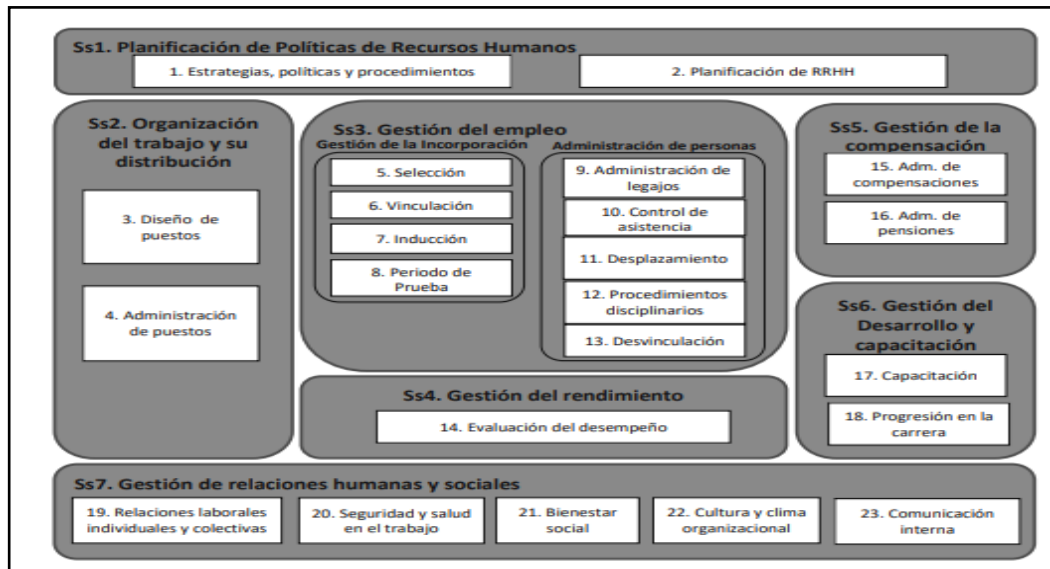 Ss1. Planificación de Políticas de Recursos Humanos
1. Estrategias, políticas y procedimientos
2. Planificación de RRHH
Ss2. Organización
del trabajo y su
distribución
3. Diseño de
puestos
4. Administración
de puestos
Ss3. Gestión del empleo
Gestión de la Incorporación
5. Selección
6. Vinculación
7. Inducción
8. Periodo de
Prueba
Administración de personas
9. Administración de
legajos
10. Control de
asistencia
11. Desplazamiento
12. Procedimientos
disciplinarios
13. Desvinculación
Ss4. Gestión del rendimiento
14. Evaluación del desempeño
Ss5. Gestión de la
compensación
15. Adm. de
compensaciones
16. Adm. de
pensiones
Ss6. Gestión del
Desarrollo y
capacitación
17. Capacitación
18. Progresión en la
carrera
Ss7. Gestión de relaciones humanas y sociales
19. Relaciones laborales
individuales y colectivas
20. Seguridad y salud
en el trabajo
21. Bienestar
social
22. Cultura y clima
organizacional
23. Comunicación
interna